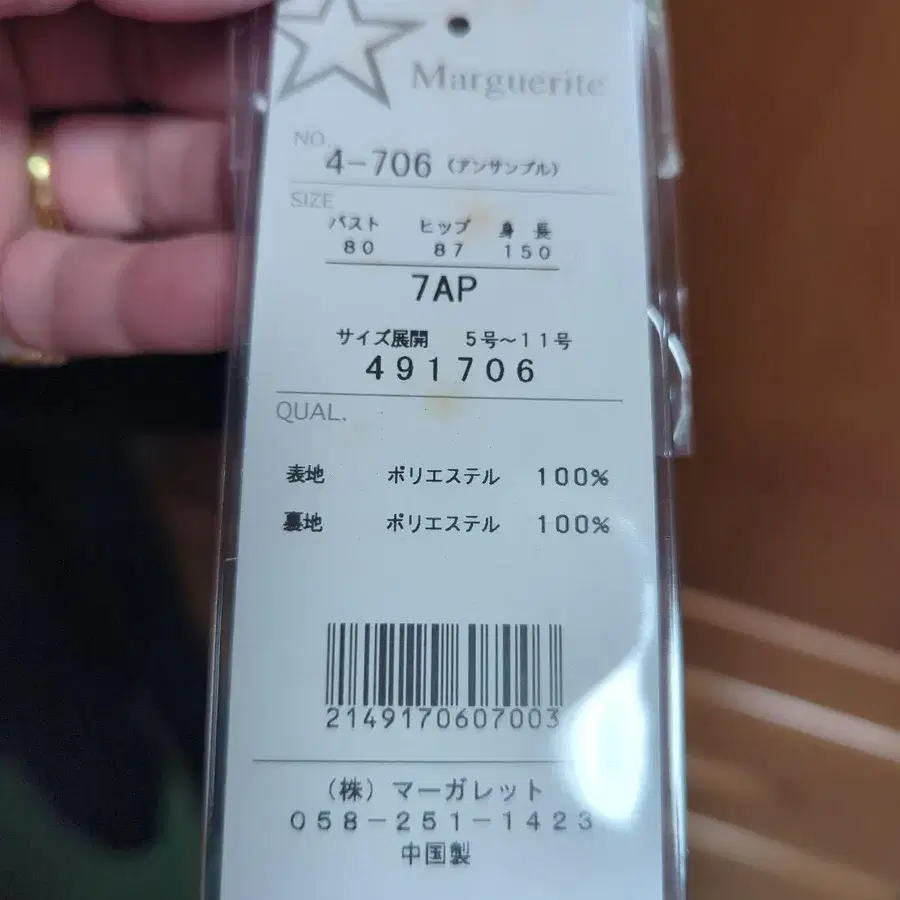 Marguerite
NO. 4-706 (アンサンブル)
SIZE
バスト ヒップ 身長
80 87 150
7AP
サイズ展開 5号～11号
491706
QUAL.
表地 ポリエステル 100%
裏地 ポリエステル 100%
2149170607003
(株)マーガレット
058-251-1423
中国製